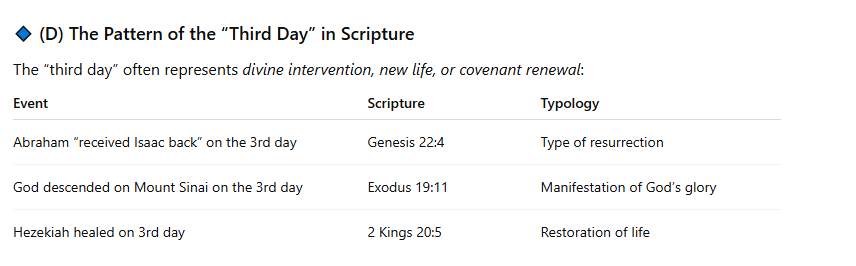 (D) The Pattern of the “Third Day” in Scripture
The “third day” often represents divine intervention, new life, or covenant renewal:
Event Scripture Typology
Abraham “received Isaac back” on the 3rd day Genesis 22:4 Type of resurrection
God descended on Mount Sinai on the 3rd day Exodus 19:11 Manifestation of God’s glory
Hezekiah healed on 3rd day 2 Kings 20:5 Restoration of life